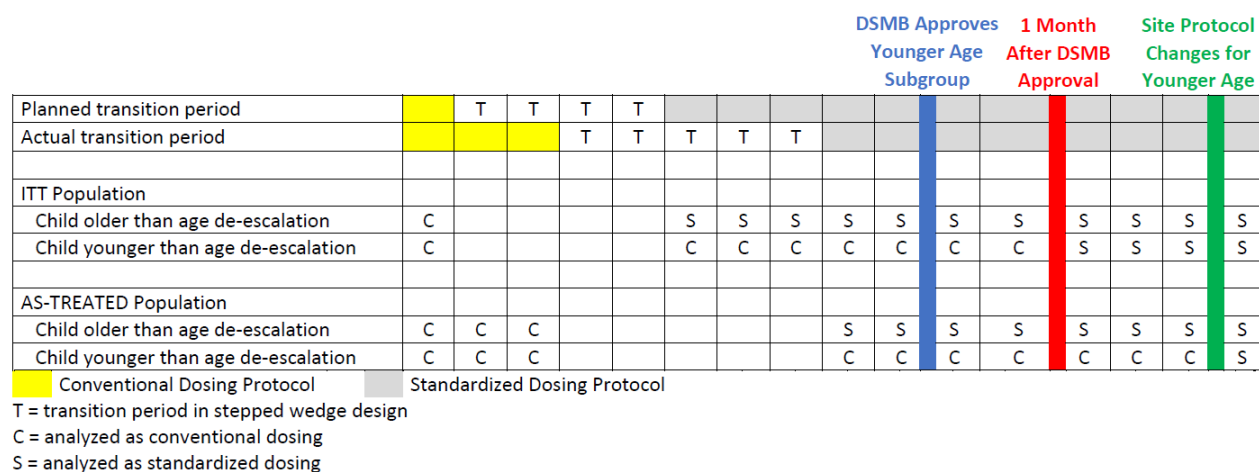 DSMB Approves 1 Month Site Protocol
Younger Age After DSMB Changes for
Subgroup Approval Younger Age
Planned transition period T T T T
Actual transition period T T T T T
ITT Population
Child older than age de-escalation C S S S S S S S S S S S
Child younger than age de-escalation C C C C C C C C S S S S
AS-TREATED Population
Child older than age de-escalation C C C S S S S S S S S
Child younger than age de-escalation C C C C C C C C C C S
Conventional Dosing Protocol Standardized Dosing Protocol
T = transition period in stepped wedge design
C = analyzed as conventional dosing
S = analyzed as standardized dosing